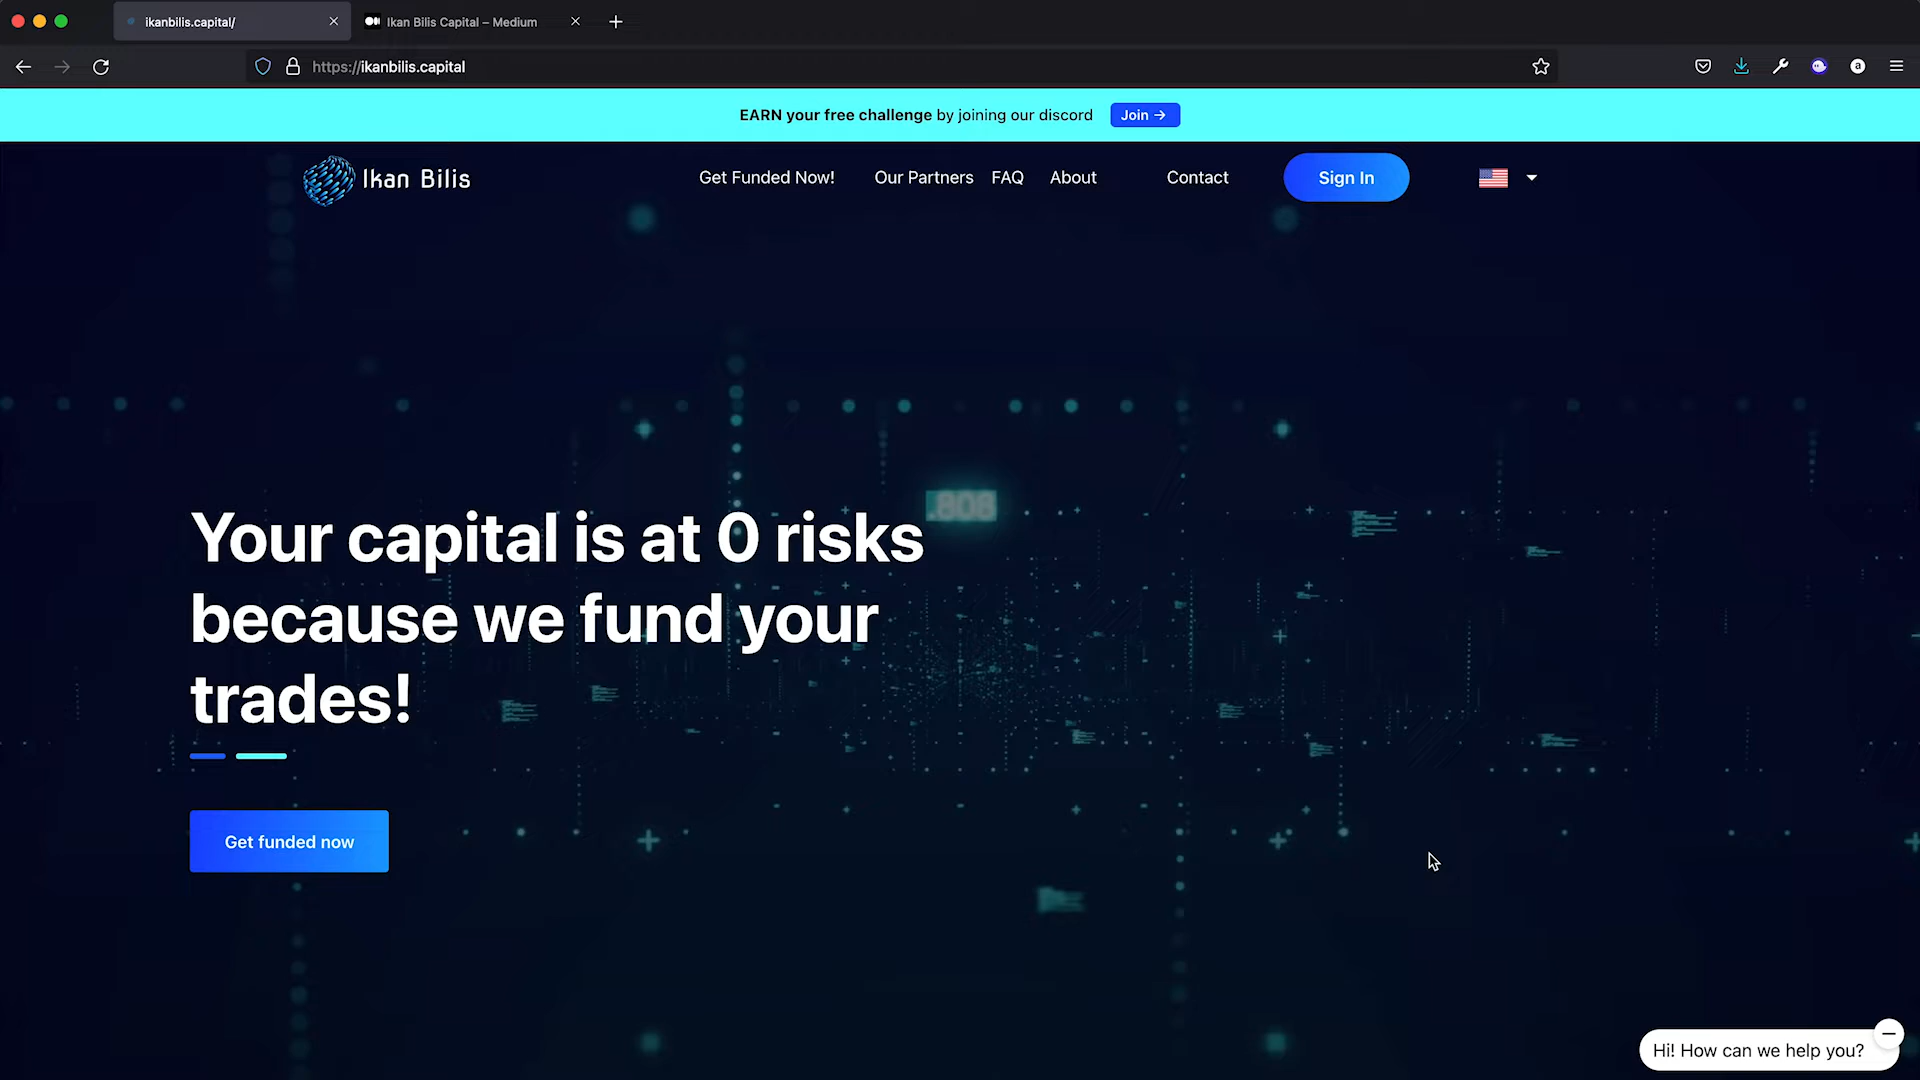 ikanbilis.capital/
Ikan Bilis Capital – Medium
https://ikanbilis.capital
a
EARN your free challenge by joining our discord Join →
Ikan Bilis
Get Funded Now!
Our Partners
FAQ
About
Contact
Sign In
.808
Your capital is at 0 risks
because we fund your
trades!
Get funded now
Hi! How can we help you?